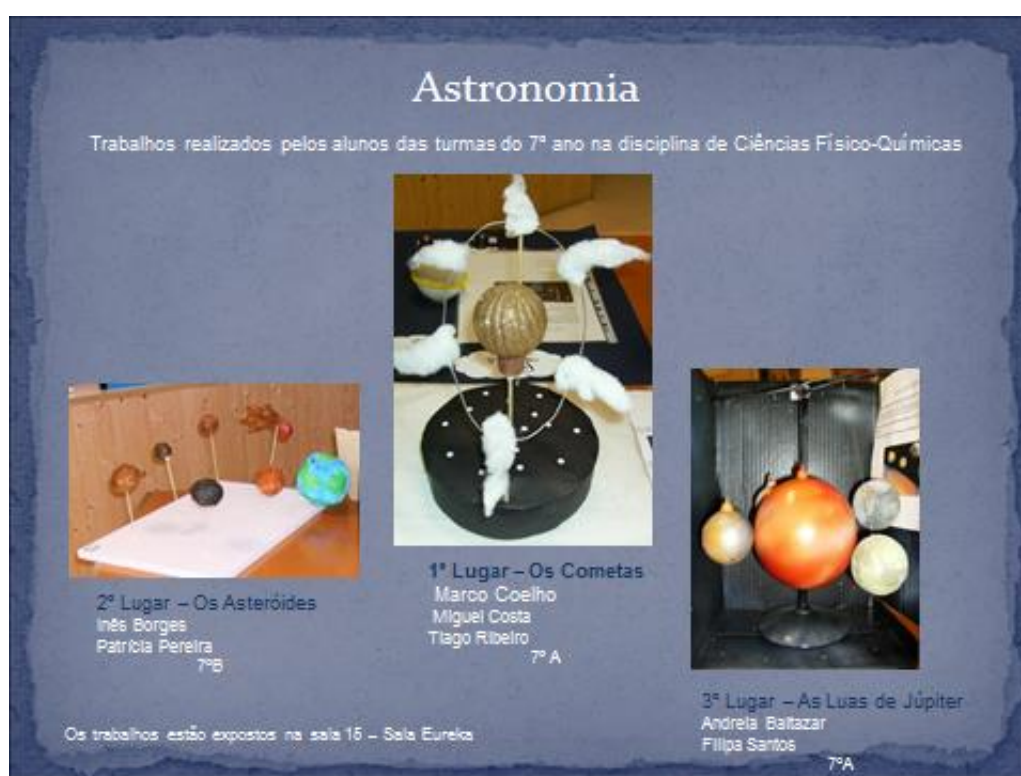 Astronomia
Trabalhos realizados pelos alunos das turmas do 7º ano na disciplina de Ciências Físico-Químicas
1º Lugar – Os Cometas
Marco Coelho
Miguel Costa
Tiago Ribeiro
7º A
2º Lugar – Os Asteróides
Inês Borges
Patrícia Pereira
7ºB
3º Lugar – As Luas de Júpiter
Andreia Baltazar
Filipa Santos
7ºA
Os trabalhos estão expostos na sala 15 – Sala Eureka